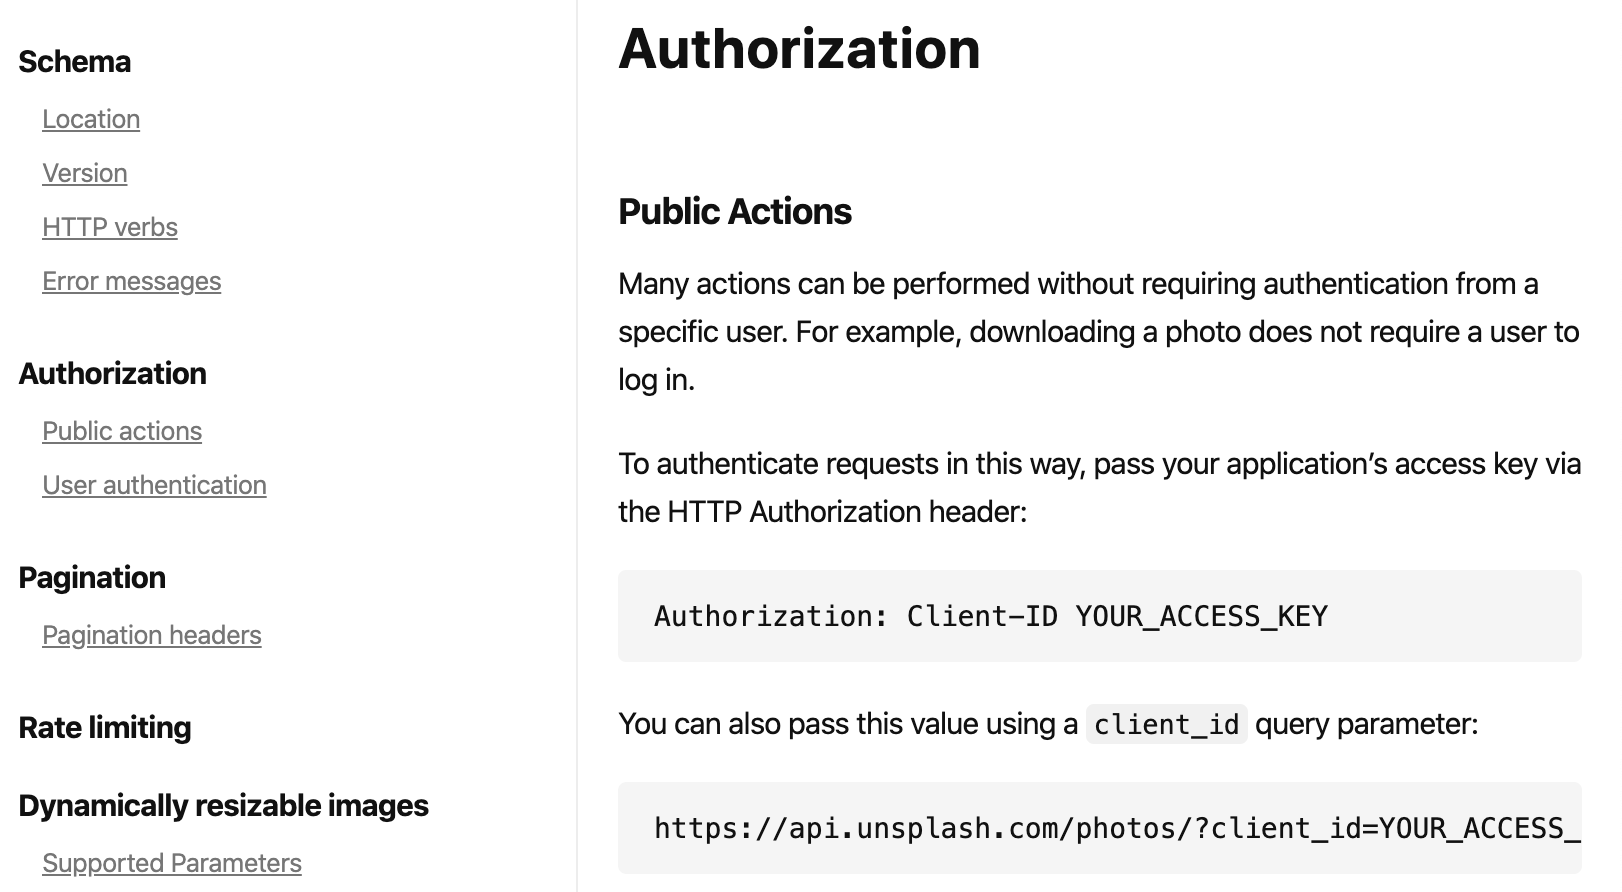 Schema
Location
Version
HTTP verbs
Error messages
Authorization
Public actions
User authentication
Pagination
Pagination headers
Rate limiting
Dynamically resizable images
Supported Parameters
Authorization
Public Actions
Many actions can be performed without requiring authentication from a
specific user. For example, downloading a photo does not require a user to
log in.
To authenticate requests in this way, pass your application’s access key via
the HTTP Authorization header:
Authorization: Client-ID YOUR_ACCESS_KEY
You can also pass this value using a client_id query parameter:
https://api.unsplash.com/photos/?client_id=YOUR_ACCESS_